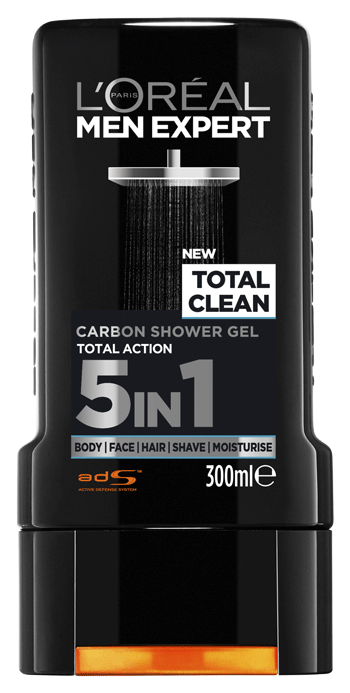 L'ORÉAL
PARIS
MEN EXPERT
NEW
TOTAL
CLEAN
CARBON SHOWER GEL
TOTAL ACTION
5IN1
BODY | FACE | HAIR | SHAVE | MOISTURISE
adS™
ACTIVE DEFENSE SYSTEM
300ml℮